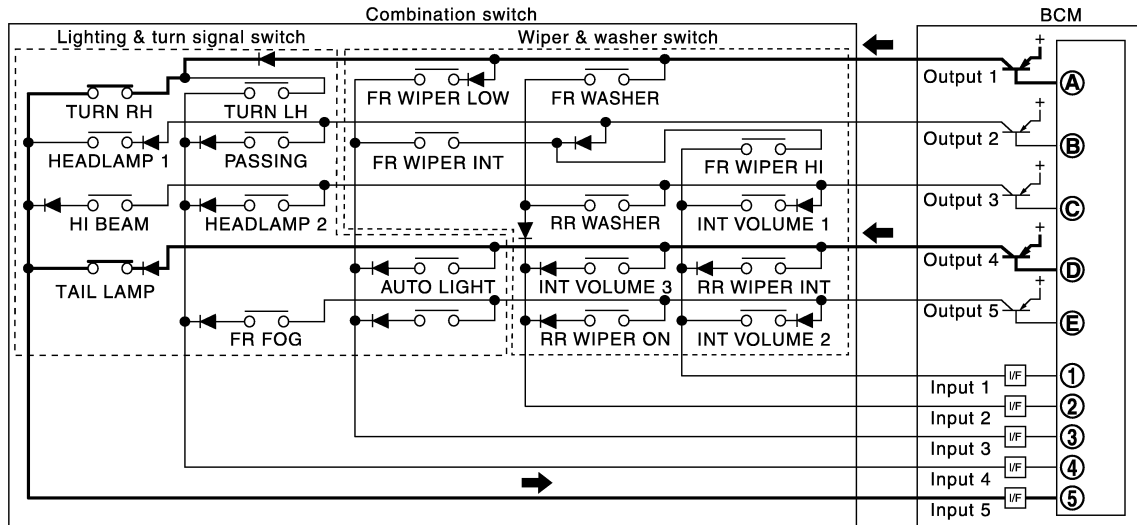 Combination switch
BCM
Lighting & turn signal switch
Wiper & washer switch
+
Output 1
A
TURN RH
TURN LH
FR WIPER LOW
FR WASHER
+
Output 2
B
HEADLAMP 1
PASSING
FR WIPER INT
FR WIPER HI
+
Output 3
C
HI BEAM
HEADLAMP 2
RR WASHER
INT VOLUME 1
+
Output 4
D
TAIL LAMP
AUTO LIGHT
INT VOLUME 3
RR WIPER INT
+
Output 5
E
FR FOG
RR WIPER ON
INT VOLUME 2
Input 1
I/F
1
Input 2
I/F
2
Input 3
I/F
3
Input 4
I/F
4
Input 5
I/F
5